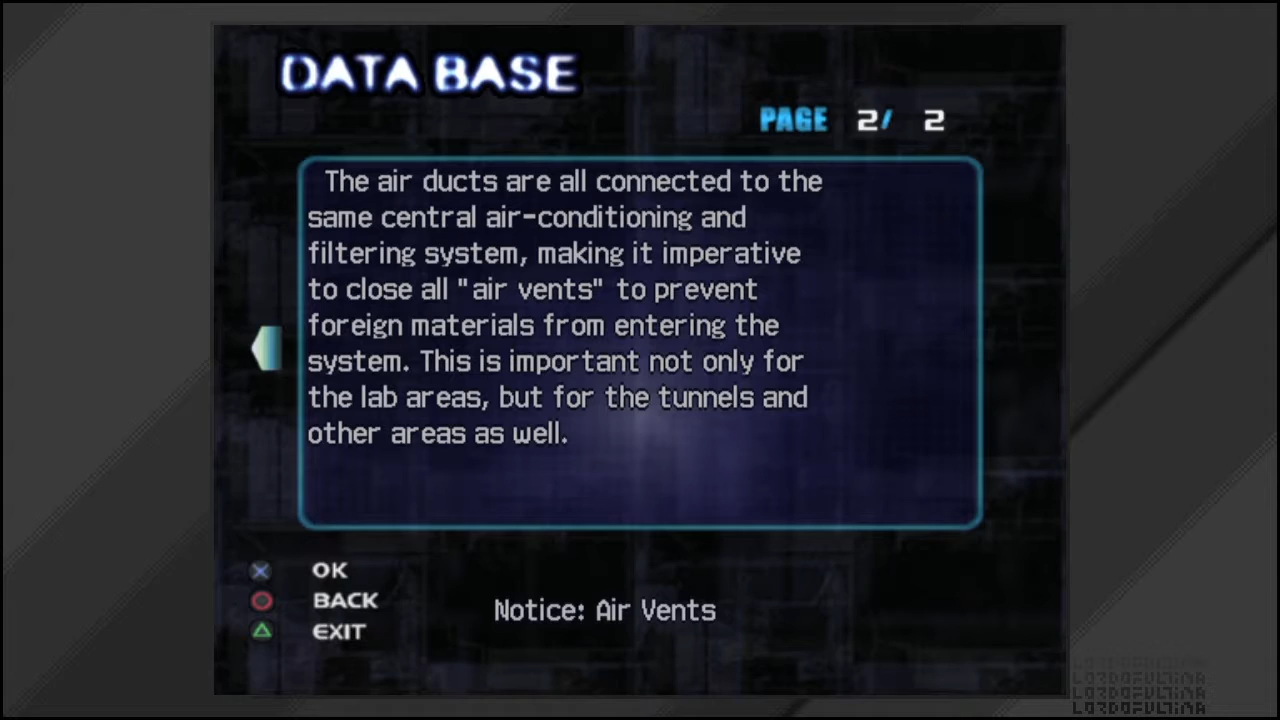 DATA BASE
PAGE 2/ 2
The air ducts are all connected to the
same central air-conditioning and
filtering system, making it imperative
to close all "air vents" to prevent
foreign materials from entering the
system. This is important not only for
the lab areas, but for the tunnels and
other areas as well.
OK
BACK
EXIT
Notice: Air Vents
LORDOFULTIMA
LORDOFULTIMA
LORDOFULTIMA